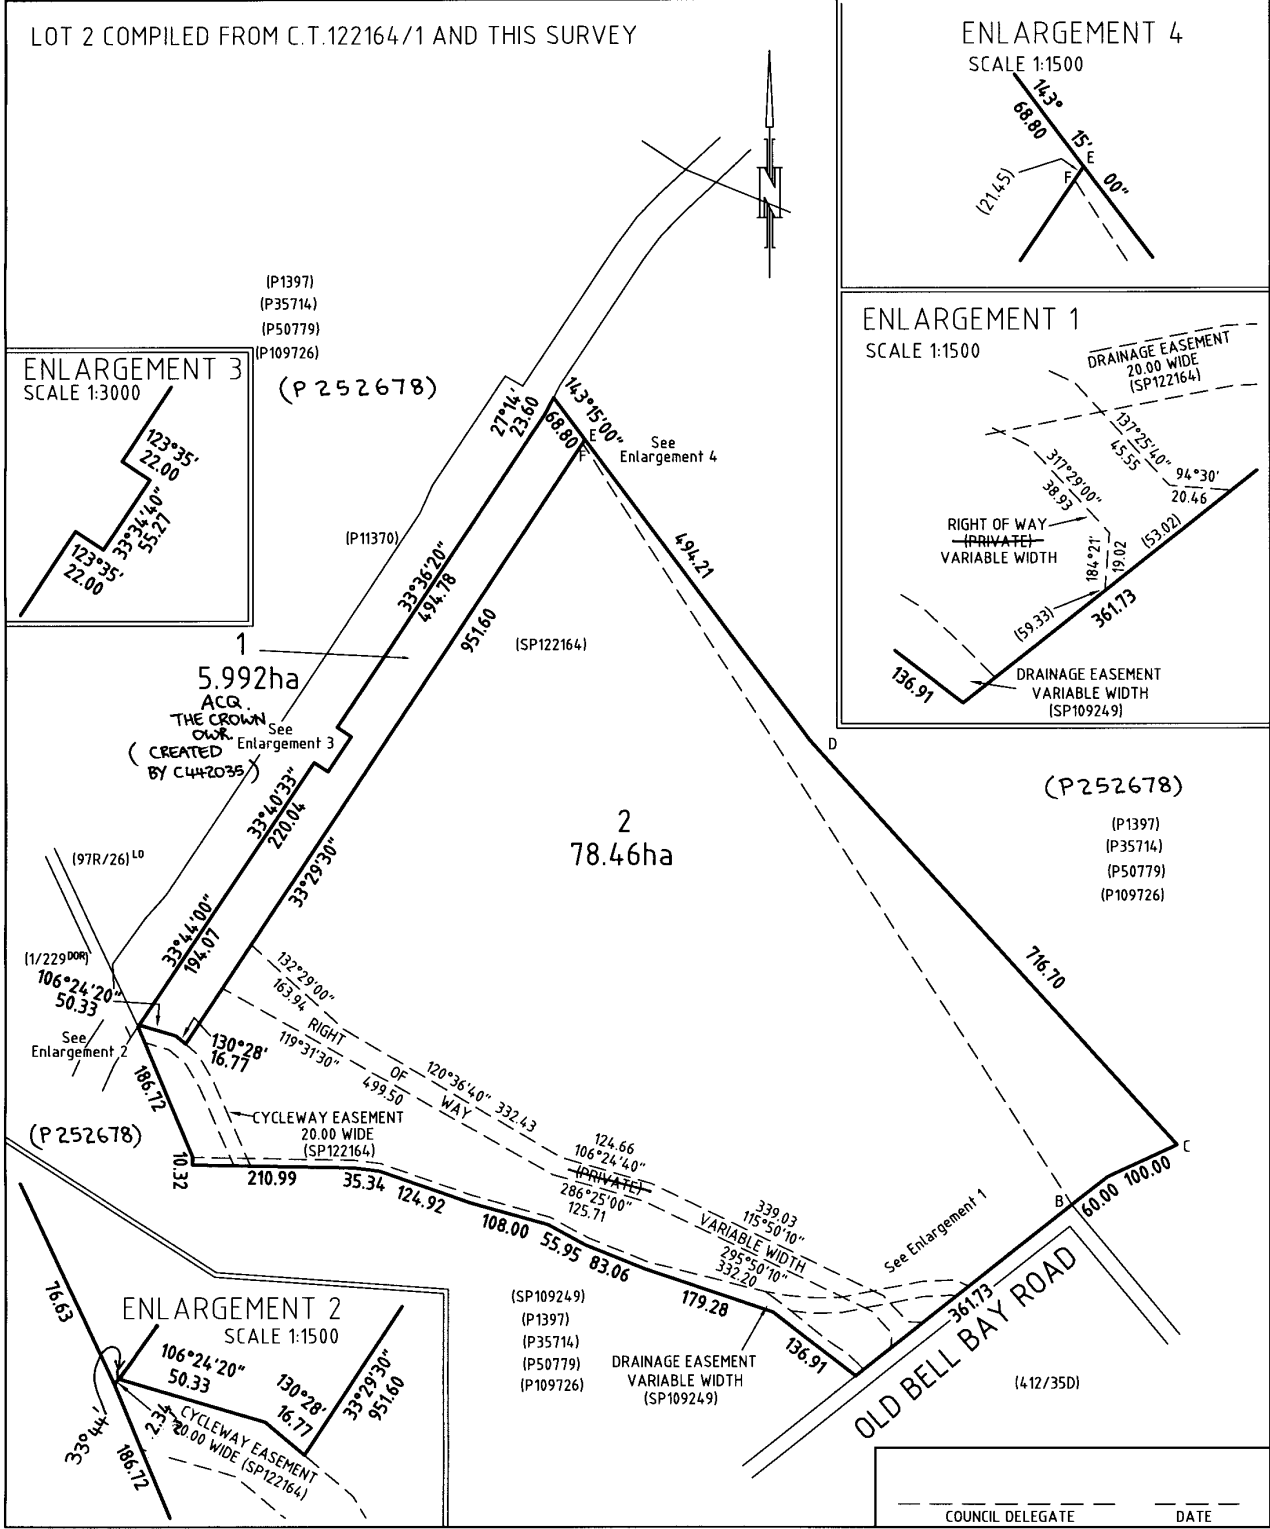 LOT 2 COMPILED FROM C.T.122164/1 AND THIS SURVEY
N
ENLARGEMENT 4
SCALE 1:1500
143° 15' 00"
68.80
E
F
(21.45)
ENLARGEMENT 1
SCALE 1:1500
DRAINAGE EASEMENT
20.00 WIDE
(SP122164)
137°25'40"
45.55
94°30'
20.46
317°29'00"
38.93
RIGHT OF WAY
(PRIVATE)
VARIABLE WIDTH
184°21'
19.02
(53.02)
(59.33)
361.73
136.91
DRAINAGE EASEMENT
VARIABLE WIDTH
(SP109249)
(P1397)
(P35714)
(P50779)
(P109726)
(P252678)
ENLARGEMENT 3
SCALE 1:3000
123°35'
22.00
33°34'40"
55.27
123°35'
22.00
27°14'
23.60
143°15'00"
68.80
E
F
See
Enlargement 4
(P11370)
33°36'20"
494.78
951.60
494.21
(SP122164)
1
5.992ha
ACQ.
THE CROWN
OWR.
(CREATED
BY C442035)
See
Enlargement 3
D
33°40'33"
220.04
33°29'30"
2
78.46ha
(P252678)
(P1397)
(P35714)
(P50779)
(P109726)
(97R/26)LO
33°44'00"
194.07
(1/229DOR)
106°24'20"
50.33
See
Enlargement 2
130°28'
16.77
132°29'00"
163.94
RIGHT
OF
WAY
119°31'30"
499.50
120°36'40" 332.43
716.70
186.72
CYCLEWAY EASEMENT
20.00 WIDE
(SP122164)
(P252678)
10.32
210.99
35.34
124.92
108.00
55.95
83.06
179.28
136.91
124.66
106°24'40"
(PRIVATE)
286°25'00"
125.71
339.03
115°50'10"
VARIABLE WIDTH
295°50'10"
332.20
See Enlargement 1
C
B
60.00
100.00
361.73
OLD BELL BAY ROAD
(SP109249)
(P1397)
(P35714)
(P50779)
(P109726)
DRAINAGE EASEMENT
VARIABLE WIDTH
(SP109249)
(412/35D)
ENLARGEMENT 2
SCALE 1:1500
76.63
106°24'20"
50.33
130°28'
16.77
33°29'30"
951.60
33°44'
2.34
CYCLEWAY EASEMENT
20.00 WIDE (SP122164)
186.72
COUNCIL DELEGATE
DATE